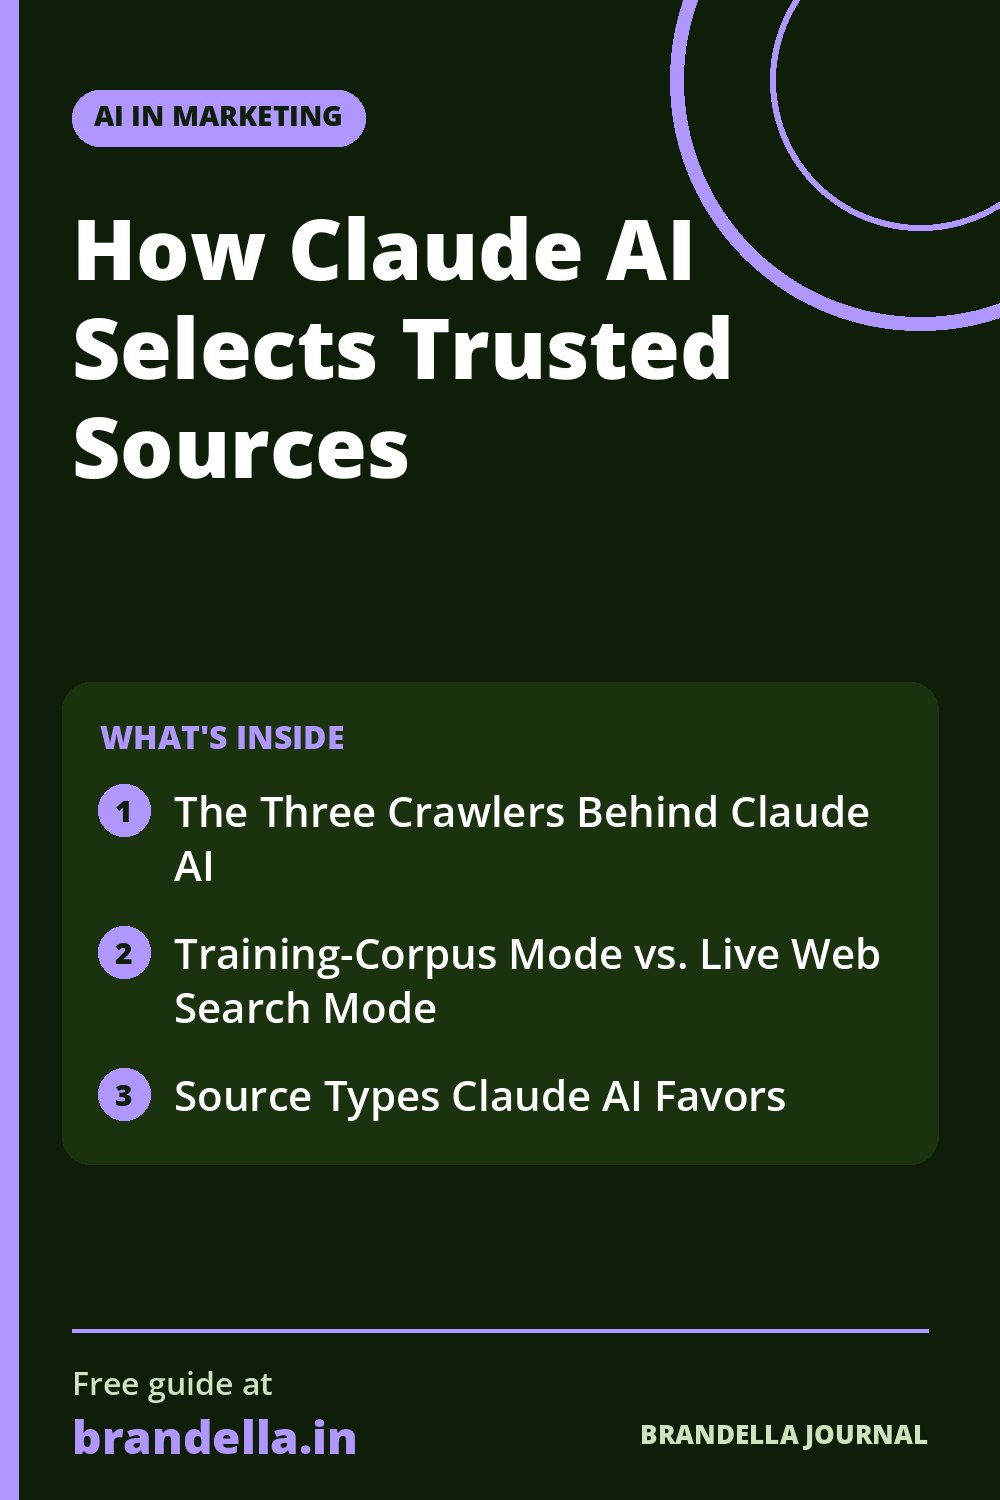 AI IN MARKETING
How Claude AI
Selects Trusted
Sources
WHAT'S INSIDE
1 The Three Crawlers Behind Claude
AI
2 Training-Corpus Mode vs. Live Web
Search Mode
3 Source Types Claude AI Favors
Free guide at
brandella.in
BRANDELLA JOURNAL